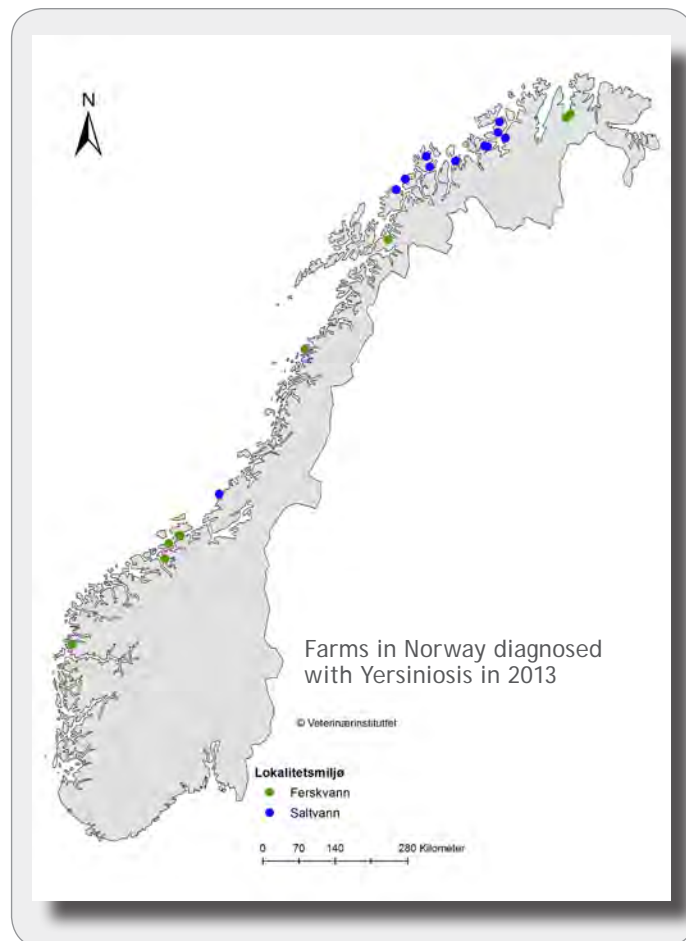 N
Farms in Norway diagnosed
with Yersiniosis in 2013
© Veterinærinstituttet
Lokalitetsmiljø
Ferskvann
Saltvann
0 70 140 280 Kilometer